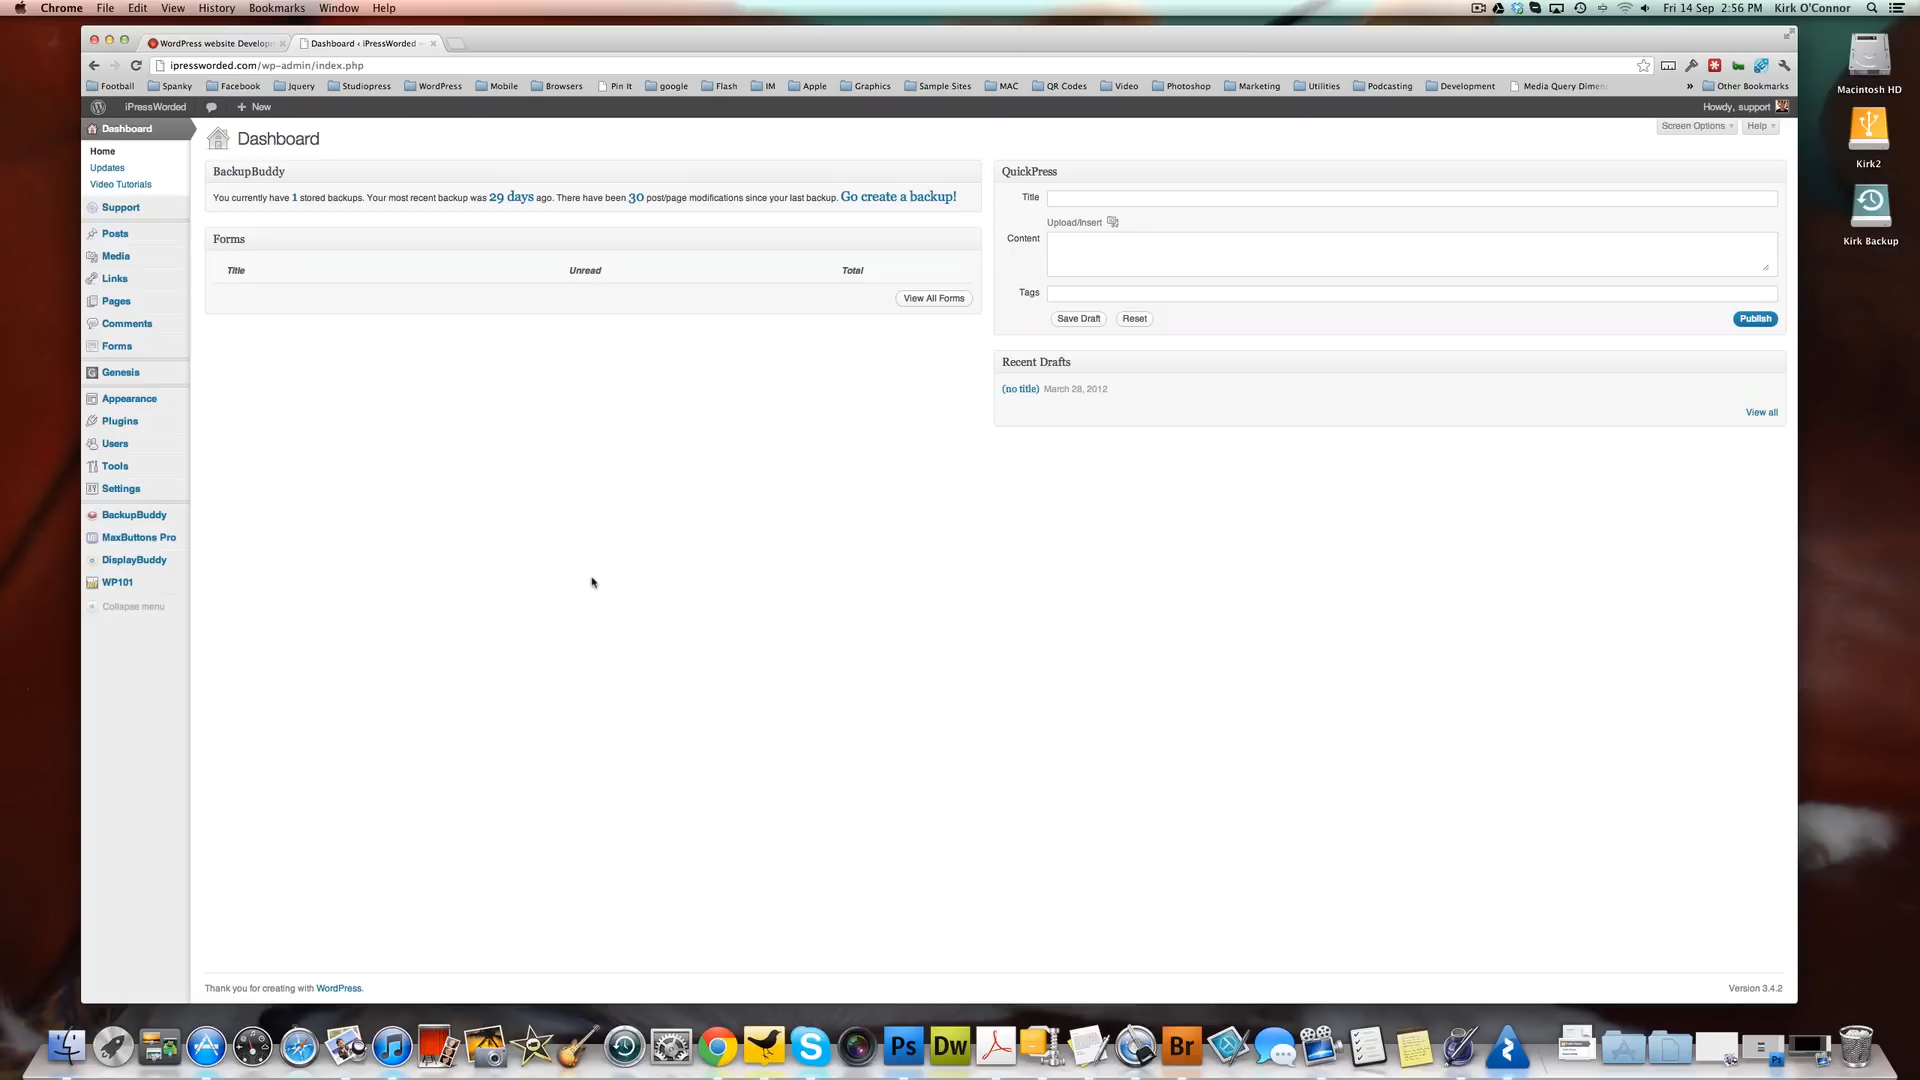 Chrome File Edit View History Bookmarks Window Help Fri 14 Sep 2:56 PM Kirk O'Connor
WordPress website Develop Dashboard ‹ iPressWorded
ipressworded.com/wp-admin/index.php
Football Spanky Facebook Jquery Studiopress WordPress Mobile Browsers Pin It google Flash IM Apple Graphics Sample Sites MAC QR Codes Video Photoshop Marketing Utilities Podcasting Development Media Query Dimen » Other Bookmarks
iPressWorded + New Howdy, support
Screen Options Help
Dashboard
Home
Updates
Video Tutorials
Support
Posts
Media
Links
Pages
Comments
Forms
Genesis
Appearance
Plugins
Users
Tools
Settings
BackupBuddy
MaxButtons Pro
DisplayBuddy
WP101
Collapse menu
Dashboard
BackupBuddy
You currently have 1 stored backups. Your most recent backup was 29 days ago. There have been 30 post/page modifications since your last backup. Go create a backup!
Forms
Title Unread Total
View All Forms
QuickPress
Title
Upload/Insert
Content
Tags
Save Draft Reset Publish
Recent Drafts
(no title) March 28, 2012
View all
Thank you for creating with WordPress. Version 3.4.2
Macintosh HD
Kirk2
Kirk Backup
Ps Dw Br